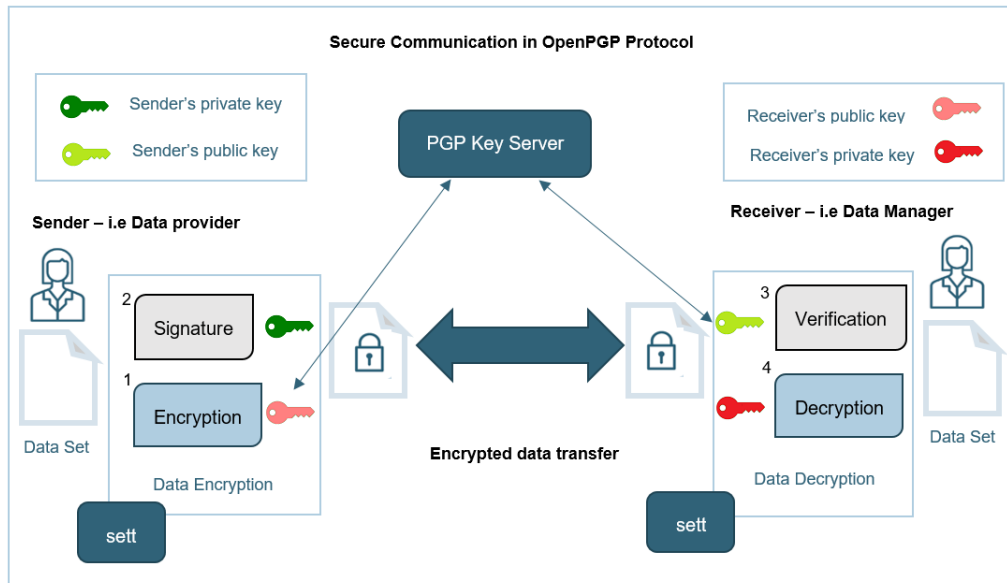 Secure Communication in OpenPGP Protocol
Sender's private key
Sender's public key
PGP Key Server
Receiver's public key
Receiver's private key
Sender – i.e Data provider
Receiver – i.e Data Manager
2
Signature
1
Encryption
Data Set
Data Encryption
sett
Encrypted data transfer
3
Verification
4
Decryption
Data Set
Data Decryption
sett